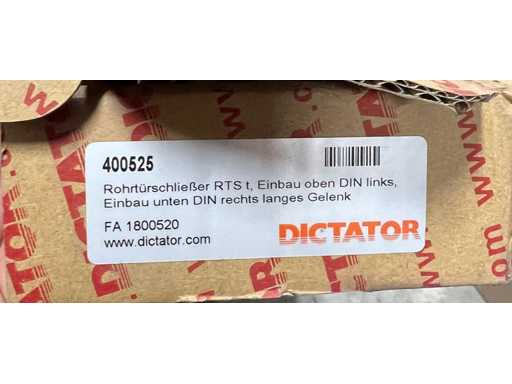 400525
Rohrtürschließer RTS t, Einbau oben DIN links,
Einbau unten DIN rechts langes Gelenk
FA 1800520
www.dictator.com
DICTATOR
DICTATOR